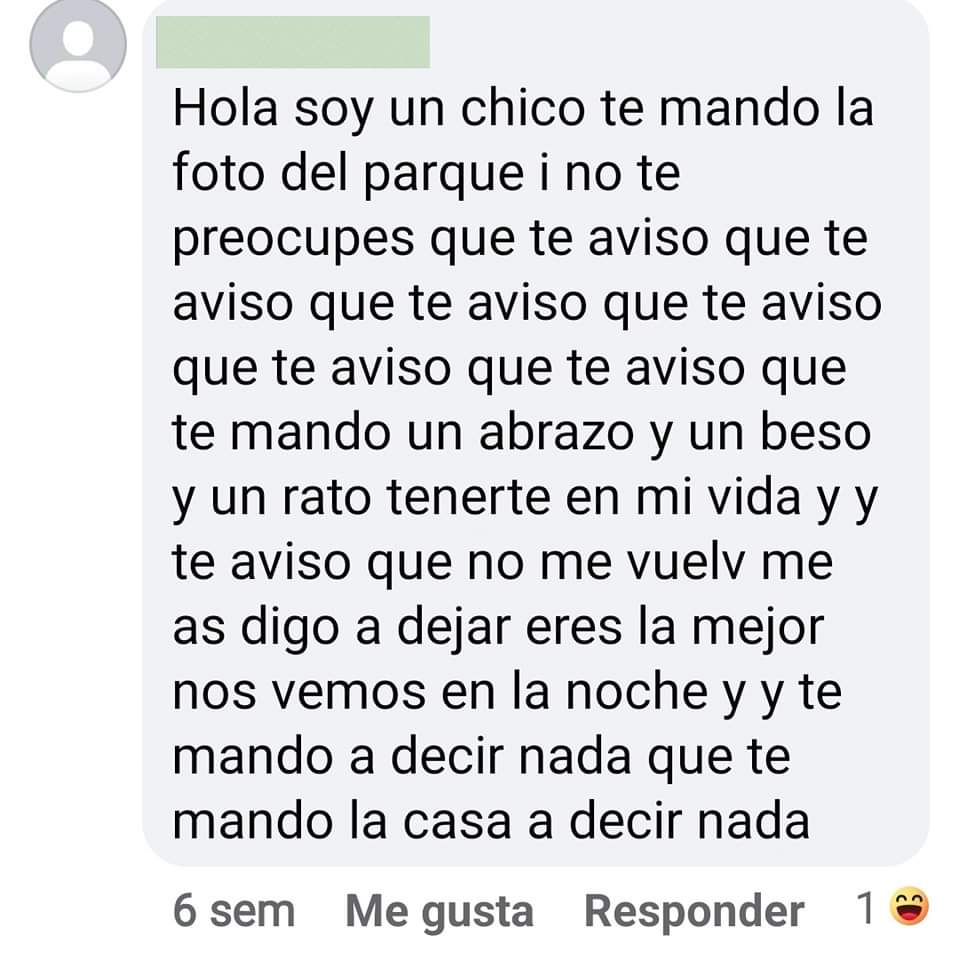 Hola soy un chico te mando la
foto del parque i no te
preocupes que te aviso que te
aviso que te aviso que te aviso
que te aviso que te aviso que
te mando un abrazo y un beso
y un rato tenerte en mi vida y y
te aviso que no me vuelv me
as digo a dejar eres la mejor
nos vemos en la noche y y te
mando a decir nada que te
mando la casa a decir nada
6 sem Me gusta Responder 1